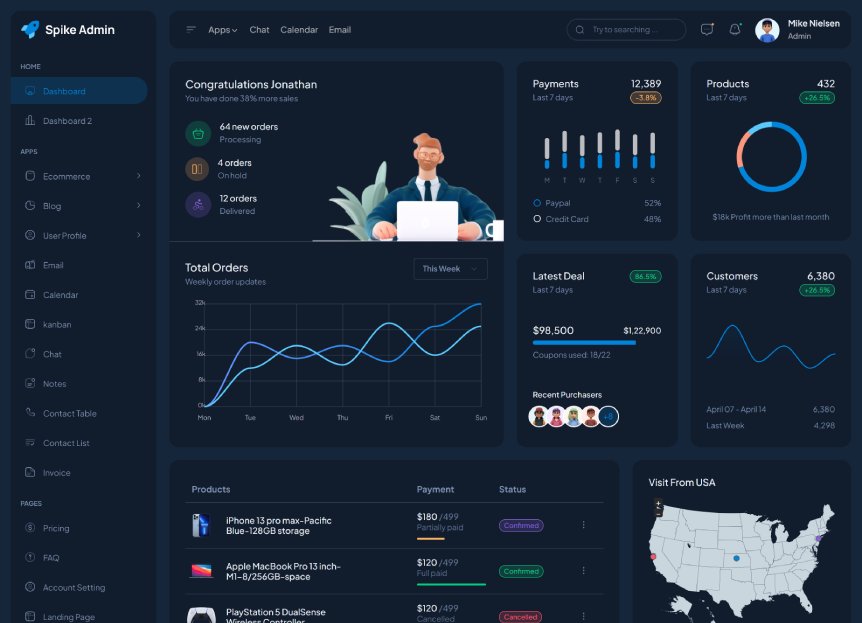 Spike Admin
Apps
Chat
Calendar
Email
Try to searching ...
Mike Nielsen
Admin
HOME
Dashboard
Dashboard 2
APPS
Ecommerce
Blog
User Profile
Email
Calendar
kanban
Chat
Notes
Contact Table
Contact List
Invoice
PAGES
Pricing
FAQ
Account Setting
Landing Page
Congratulations Jonathan
You have done 38% more sales
64 new orders
Processing
4 orders
On hold
12 orders
Delivered
Payments 12,389
Last 7 days -3.8%
M T W T F S S
Paypal 52%
Credit Card 48%
Products 432
Last 7 days +26.5%
$18k Profit more than last month
Total Orders
Weekly order updates
This Week
32k
24k
16k
8k
0k
Mon Tue Wed Thu Fri Sat Sun
Latest Deal 86.5%
Last 7 days
$98,500 $1,22,900
Coupons used: 18/22
Recent Purchasers
+8
Customers 6,380
Last 7 days +26.5%
April 07 - April 14 6,380
Last Week 4,298
Products Payment Status
iPhone 13 pro max-Pacific
Blue-128GB storage
$180 /499
Partially paid
Confirmed
Apple MacBook Pro 13 inch-
M1-8/256GB-space
$120 /499
Full paid
Confirmed
PlayStation 5 DualSense
Wireless Controller
$120 /499
Cancelled
Cancelled
Visit From USA
+
−